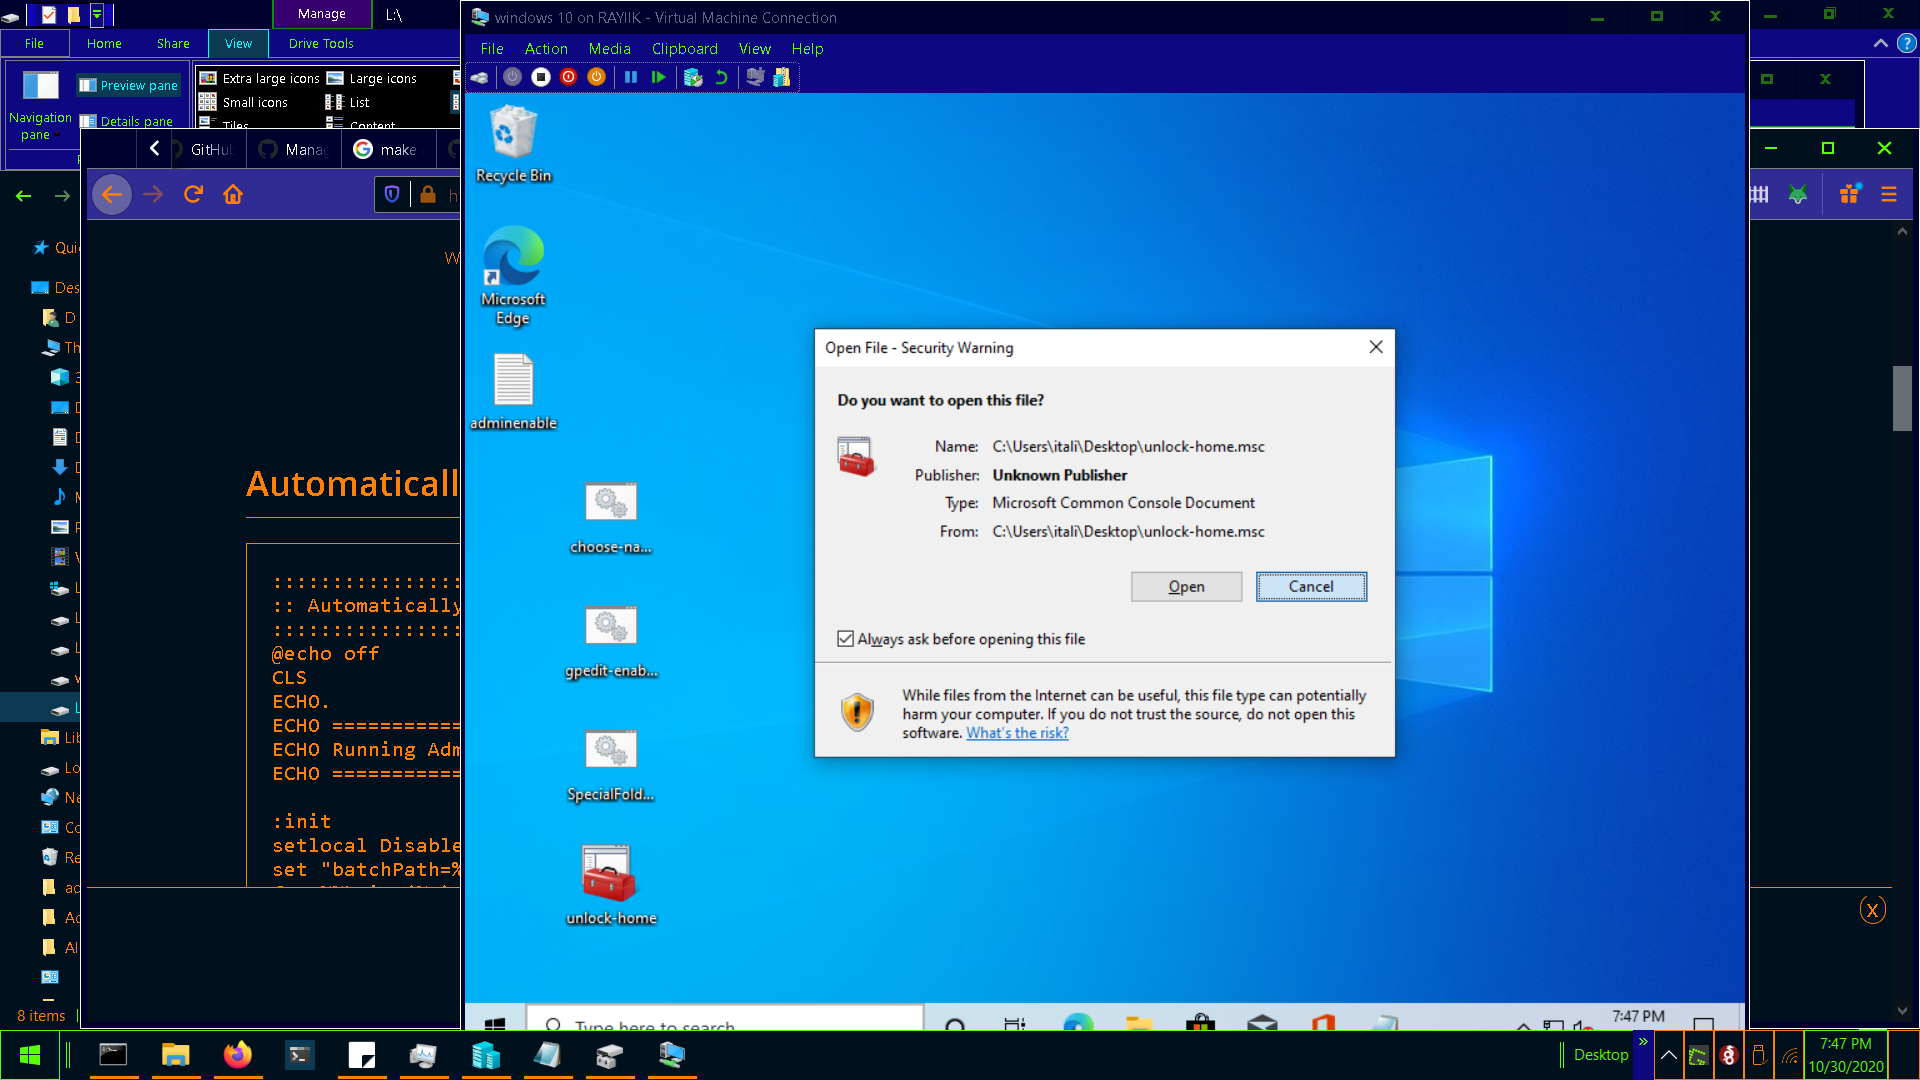 Manage
L:\
File
Home
Share
View
Drive Tools
Navigation
pane
Preview pane
Details pane
Extra large icons
Large icons
Small icons
List
Tiles
Content
windows 10 on RAYIIK - Virtual Machine Connection
File
Action
Media
Clipboard
View
Help
GitHub
Mana
make
Automaticall
:::::::::::::::::
:: Automatically
:::::::::::::::::
@echo off
CLS
ECHO.
ECHO ===========
ECHO Running Adm
ECHO ===========
:init
setlocal Disable
set "batchPath=%
8 items
Recycle Bin
Microsoft
Edge
adminenable
choose-na...
gpedit-enab...
SpecialFold...
unlock-home
Open File - Security Warning
Do you want to open this file?
Name: C:\Users\itali\Desktop\unlock-home.msc
Publisher: Unknown Publisher
Type: Microsoft Common Console Document
From: C:\Users\itali\Desktop\unlock-home.msc
Open
Cancel
Always ask before opening this file
While files from the Internet can be useful, this file type can potentially
harm your computer. If you do not trust the source, do not open this
software. What's the risk?
Type here to search
7:47 PM
Desktop
7:47 PM
10/30/2020